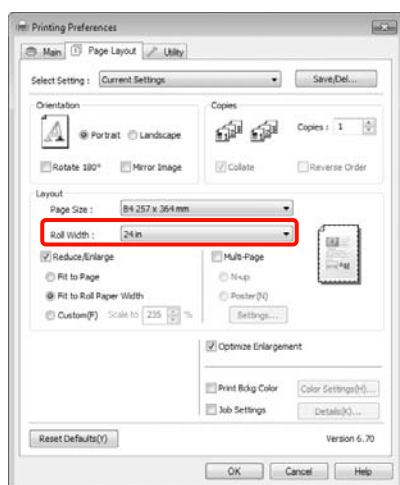 Printing Preferences
Main Page Layout Utility
Select Setting : Current Settings Save/Del...
Orientation Copies
Portrait Landscape Copies : 1
Rotate 180° Mirror Image Collate Reverse Order
Layout
Page Size : B4 257 x 364 mm
Roll Width : 24 in
Reduce/Enlarge Multi-Page
Fit to Page N-up
Fit to Roll Paper Width Poster(N)
Custom(F) Scale to 235 % Settings...
Optimize Enlargement
Print Bckg Color Color Settings(H)...
Job Settings Details(K)...
Reset Defaults(Y) Version 6.70
OK Cancel Help